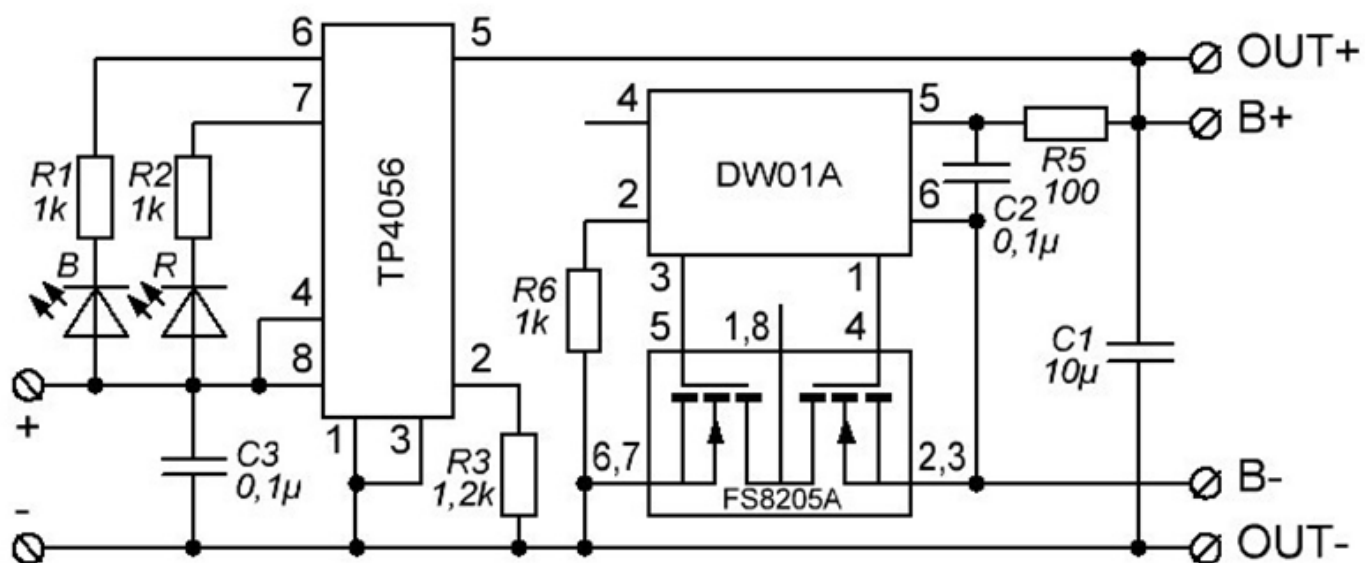 6
5
OUT+
7
4
5
B+
R1
1k
R2
1k
TP4056
DW01A
R5
100
2
6
C2
0,1µ
B
R
4
3
1
R6
1k
5
1,8
4
C1
10µ
8
2
+
1
3
C3
0,1µ
R3
1,2k
6,7
2,3
FS8205A
B-
-
OUT-